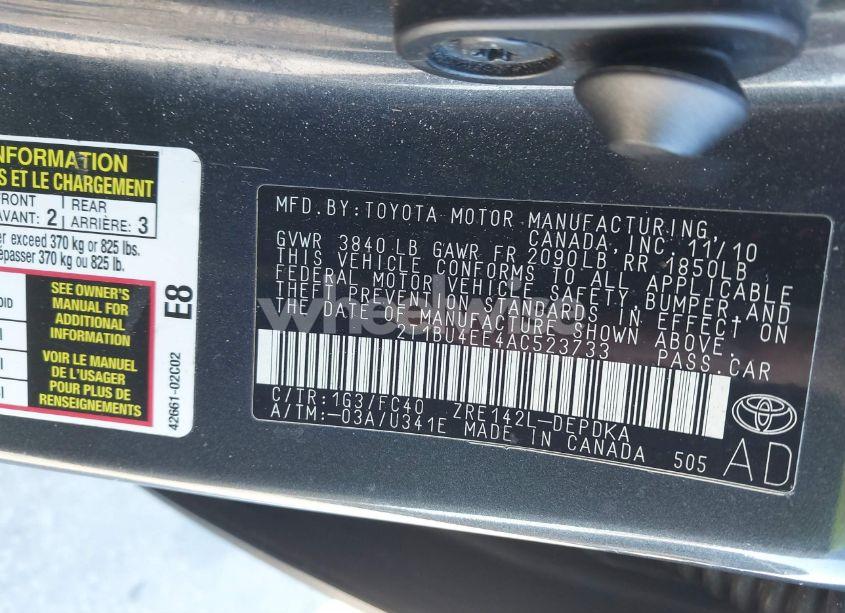 NFORMATION
S ET LE CHARGEMENT
FRONT
AVANT: 2
REAR
ARRIÈRE: 3
er exceed 370 kg or 825 lbs.
épasser 370 kg ou 825 lb.
OID
SEE OWNER'S
MANUAL FOR
ADDITIONAL
INFORMATION
VOIR LE MANUEL
DE L'USAGER
POUR PLUS DE
RENSEIGNEMENTS
E8
42661-02C02
MFD.BY:TOYOTA MOTOR MANUFACTURING,
CANADA, INC. 11/10
GVWR 3840 LB GAWR FR 2090LB RR 1850LB
THIS VEHICLE CONFORMS TO ALL APPLICABLE
FEDERAL MOTOR VEHICLE SAFETY, BUMPER, AND
THEFT PREVENTION STANDARDS IN EFFECT ON
THE DATE OF MANUFACTURE SHOWN ABOVE.
BU4EE4AC523733 PASS.CAR
C/TR:1G3/FC40 ZRE142L-DEPDKA
A/TM:-03A/U341E MADE IN CANADA 505
AD